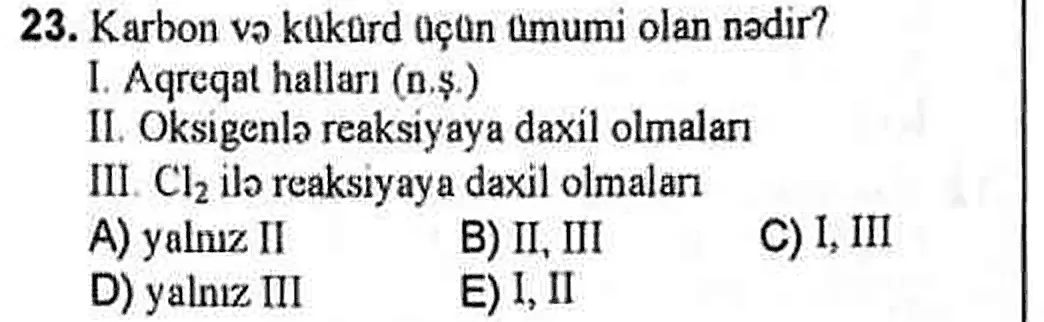 23. Karbon və kükürd üçün ümumi olan nədir?
I. Aqreqat halları (n.ş.)
II. Oksigenlə reaksiyaya daxil olmaları
III. Cl₂ ilə reaksiyaya daxil olmaları
A) yalnız II B) II, III C) I, III
D) yalnız III E) I, II